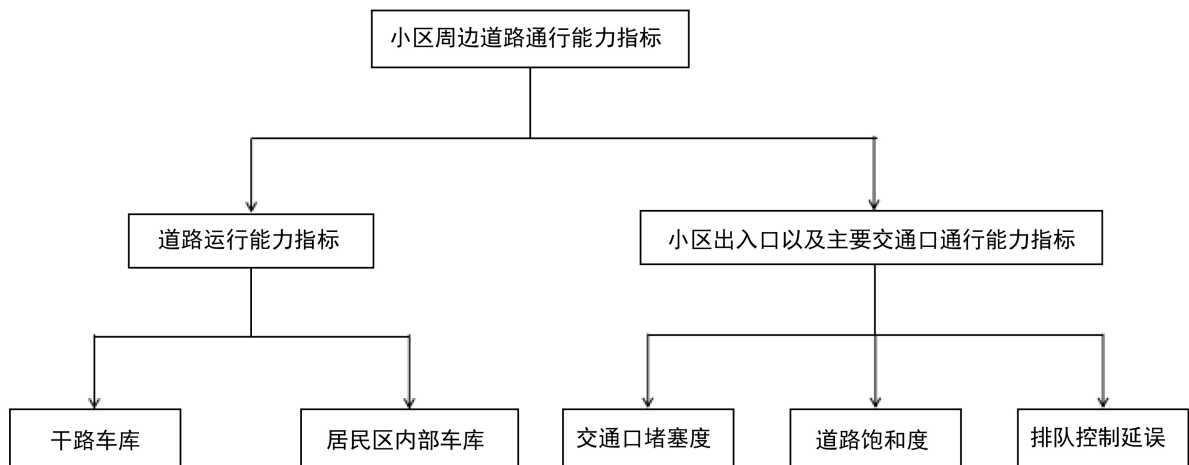 小区周边道路通行能力指标
道路运行能力指标
小区出入口以及主要交通口通行能力指标
干路车库
居民区内部车库
交通口堵塞度
道路饱和度
排队控制延误